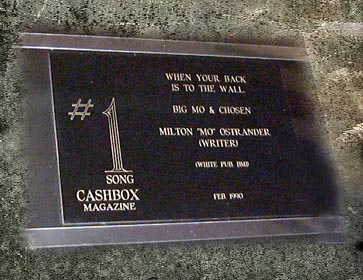 WHEN YOUR BACK
IS TO THE WALL.
BIG MO & CHOSEN
MILTON "MO" OSTRANDER
(WRITER)
(WHITE PUB BMI)
FEB. 1990
#1
SONG
CASHBOX
MAGAZINE